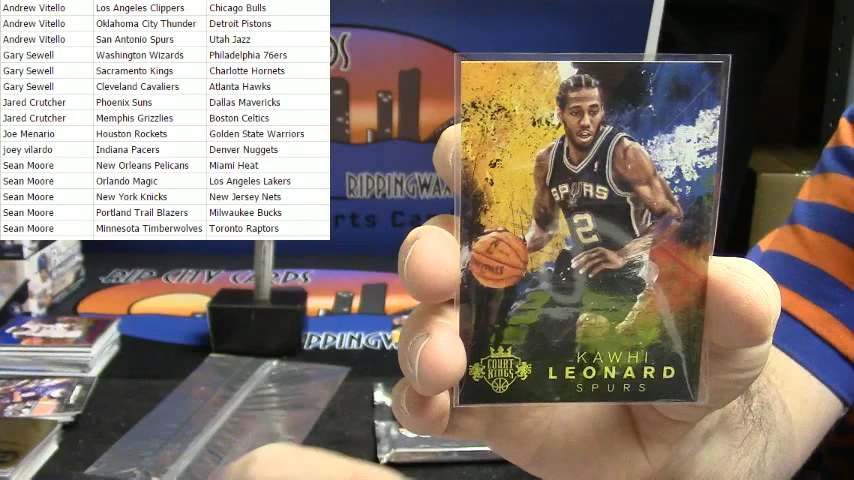 Andrew Vitello Los Angeles Clippers Chicago Bulls
Andrew Vitello Oklahoma City Thunder Detroit Pistons
Andrew Vitello San Antonio Spurs Utah Jazz
Gary Sewell Washington Wizards Philadelphia 76ers
Gary Sewell Sacramento Kings Charlotte Hornets
Gary Sewell Cleveland Cavaliers Atlanta Hawks
Jared Crutcher Phoenix Suns Dallas Mavericks
Jared Crutcher Memphis Grizzlies Boston Celtics
Joe Menario Houston Rockets Golden State Warriors
joey vilardo Indiana Pacers Denver Nuggets
Sean Moore New Orleans Pelicans Miami Heat
Sean Moore Orlando Magic Los Angeles Lakers
Sean Moore New York Knicks New Jersey Nets
Sean Moore Portland Trail Blazers Milwaukee Bucks
Sean Moore Minnesota Timberwolves Toronto Raptors
RIPPINGWAX
RIP CITY CARDS
SPURS
2
COURT
KINGS
KAWHI
LEONARD
SPURS